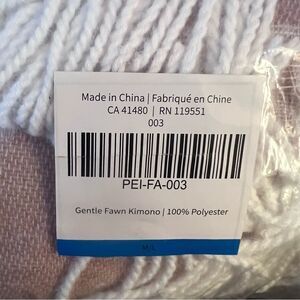 Made in China | Fabriqué en Chine
CA 41480 | RN 119551
003
PEI-FA-003
Gentle Fawn Kimono | 100% Polyester
M/L